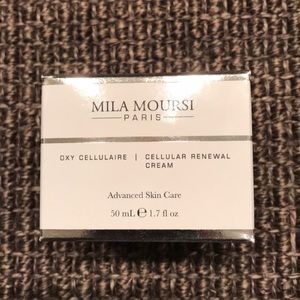 MILA MOURSI
PARIS
OXY CELLULAIRE | CELLULAR RENEWAL
CREAM
Advanced Skin Care
50 mL ℮ 1.7 fl oz